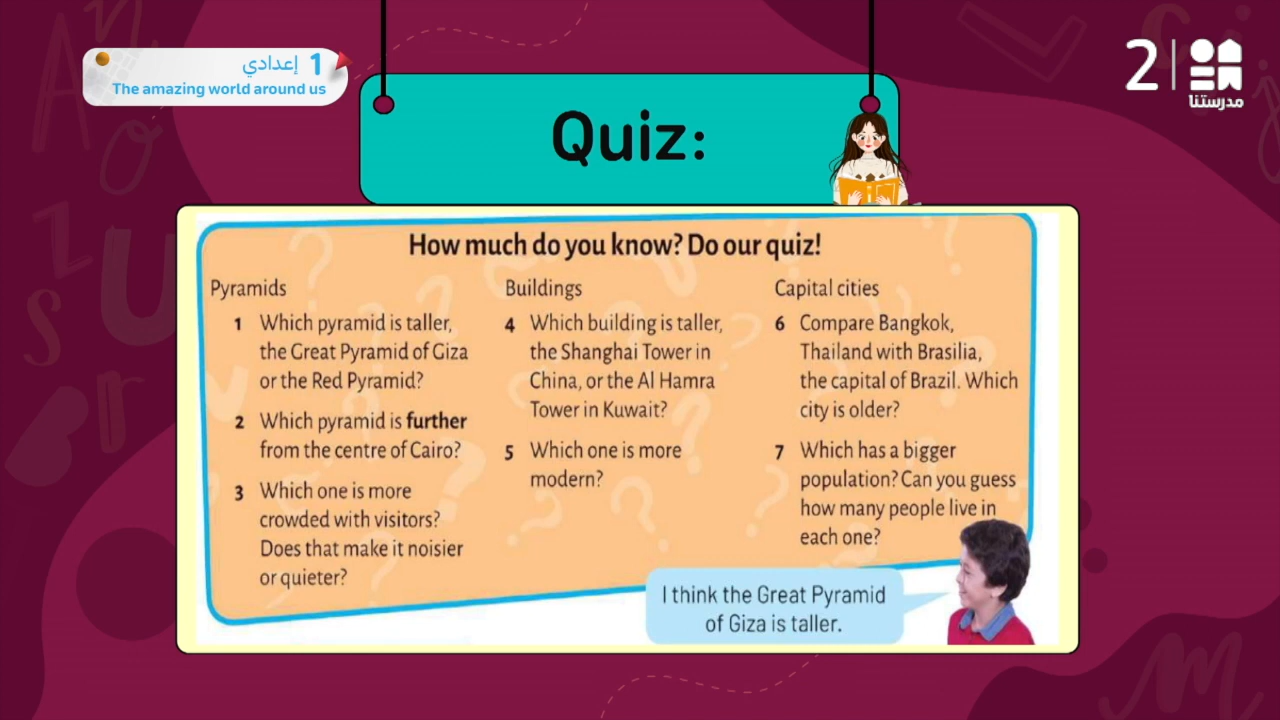 1 إعدادي
The amazing world around us
2
مدرستنا
Quiz:
How much do you know? Do our quiz!
Pyramids
1 Which pyramid is taller,
the Great Pyramid of Giza
or the Red Pyramid?
2 Which pyramid is further
from the centre of Cairo?
3 Which one is more
crowded with visitors?
Does that make it noisier
or quieter?
Buildings
4 Which building is taller,
the Shanghai Tower in
China, or the Al Hamra
Tower in Kuwait?
5 Which one is more
modern?
Capital cities
6 Compare Bangkok,
Thailand with Brasilia,
the capital of Brazil. Which
city is older?
7 Which has a bigger
population? Can you guess
how many people live in
each one?
I think the Great Pyramid
of Giza is taller.